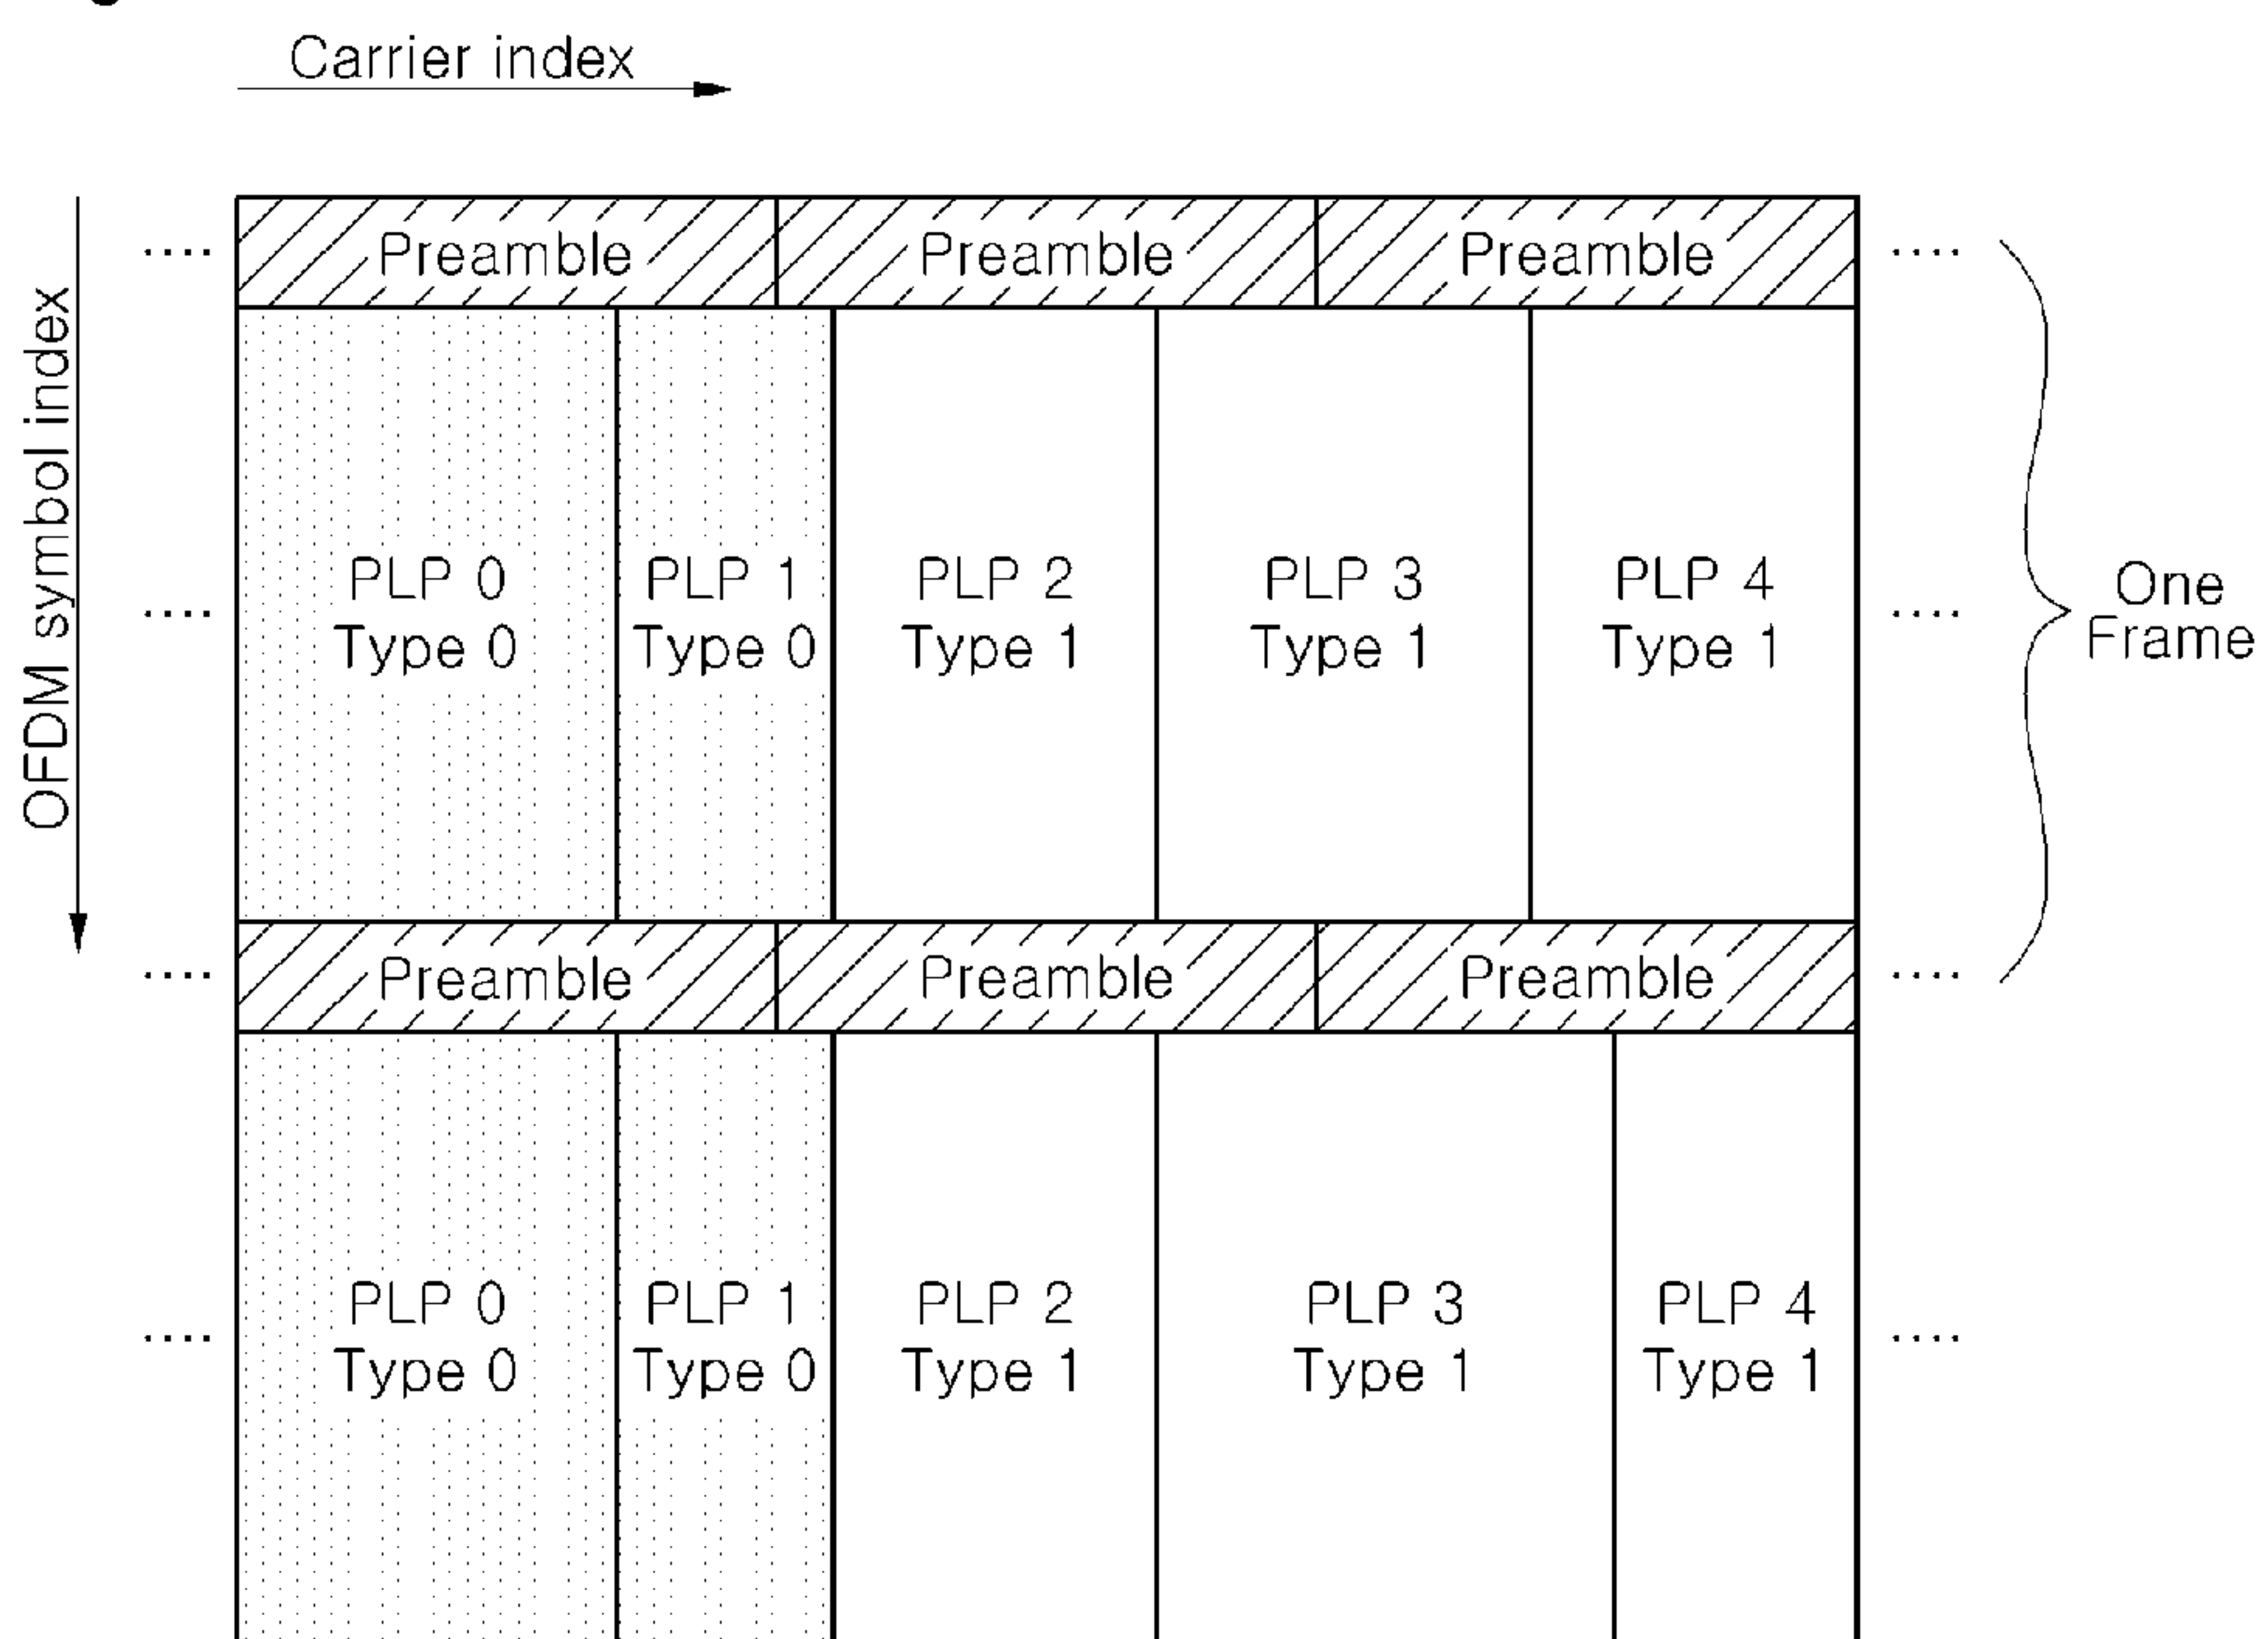 Carrier index
OFDM symbol index
.... Preamble Preamble Preamble ....
.... PLP 0 PLP 1 PLP 2 PLP 3 PLP 4 ....
Type 0 Type 0 Type 1 Type 1 Type 1
One
Frame
.... Preamble Preamble Preamble ....
.... PLP 0 PLP 1 PLP 2 PLP 3 PLP 4 ....
Type 0 Type 0 Type 1 Type 1 Type 1